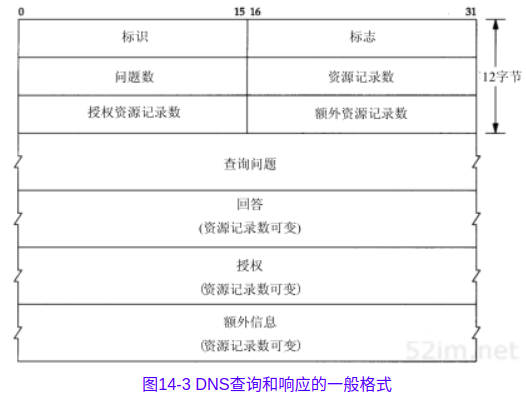 0 15 16 31
标识 标志
问题数 资源记录数 12字节
授权资源记录数 额外资源记录数
查询问题
回答
(资源记录数可变)
授权
(资源记录数可变)
额外信息
(资源记录数可变)
52im.net
图14-3 DNS查询和响应的一般格式